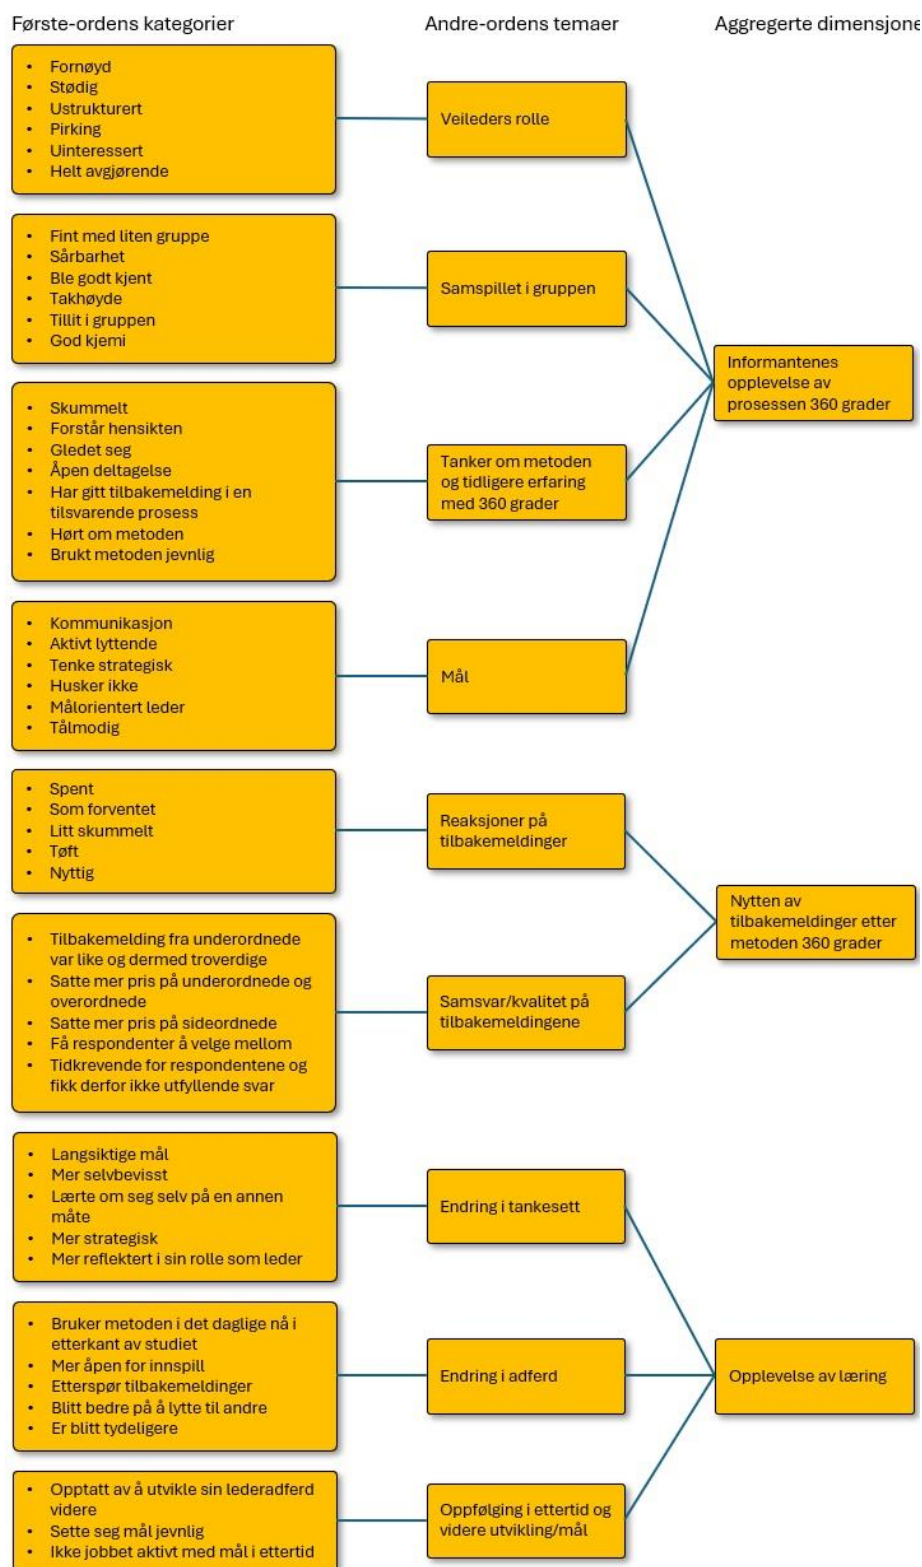 Første-ordens kategorier
Andre-ordens temaer
Aggregerte dimensjone
• Fornøyd
• Stødig
• Ustrukturert
• Pirking
• Uinteressert
• Helt avgjørende
Veileders rolle
• Fint med liten gruppe
• Sårbarhet
• Ble godt kjent
• Takhøyde
• Tillit i gruppen
• God kjemi
Samspillet i gruppen
• Skummelt
• Forstår hensikten
• Gledet seg
• Åpen deltagelse
• Har gitt tilbakemelding i en
tilsvarende prosess
• Hørt om metoden
• Brukt metoden jevnlig
Tanker om metoden
og tidligere erfaring
med 360 grader
• Kommunikasjon
• Aktivt lyttende
• Tenke strategisk
• Husker ikke
• Målorientert leder
• Tålmodig
Mål
Informantenes
opplevelse av
prosessen 360 grader
• Spent
• Som forventet
• Litt skummelt
• Tøft
• Nyttig
Reaksjoner på
tilbakemeldinger
• Tilbakemelding fra underordnede
var like og dermed troverdige
• Satte mer pris på underordnede og
overordnede
• Satte mer pris på sideordnede
• Få respondenter å velge mellom
• Tidkrevende for respondentene og
fikk derfor ikke utfyllende svar
Samsvar/kvalitet på
tilbakemeldingene
Nytten av
tilbakemeldinger etter
metoden 360 grader
• Langsiktige mål
• Mer selvbevisst
• Lærte om seg selv på en annen
måte
• Mer strategisk
• Mer reflektert i sin rolle som leder
Endring i tankesett
• Bruker metoden i det daglige nå i
etterkant av studiet
• Mer åpen for innspill
• Etterspør tilbakemeldinger
• Blitt bedre på å lytte til andre
• Er blitt tydeligere
Endring i adferd
• Opptatt av å utvikle sin lederadferd
videre
• Sette seg mål jevnlig
• Ikke jobbet aktivt med mål i ettertid
Oppfølging i ettertid og
videre utvikling/mål
Opplevelse av læring